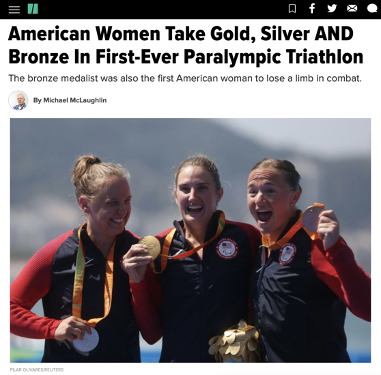 American Women Take Gold, Silver AND
Bronze In First-Ever Paralympic Triathlon
The bronze medalist was also the first American woman to lose a limb in combat.
By Michael McLaughlin
PILAR OLIVARES/REUTERS